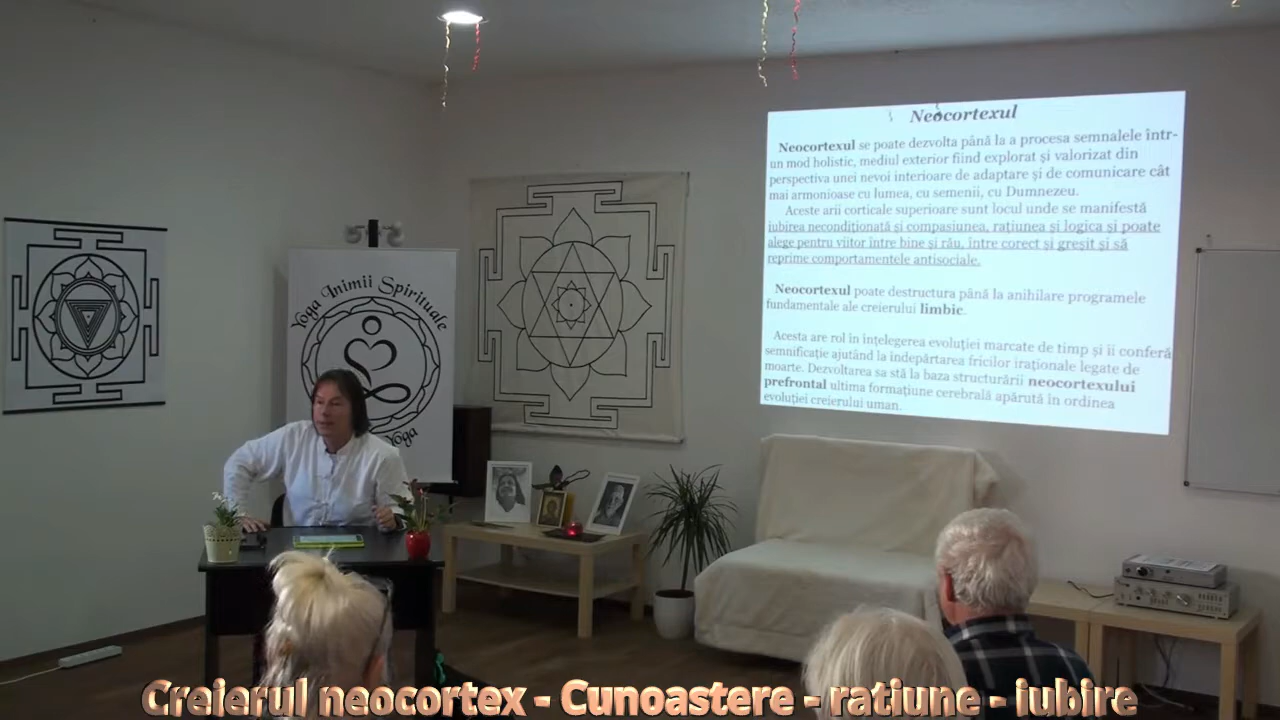 Neocortexul
Neocortexul se poate dezvolta până la a procesa semnalele într-
un mod holistic, mediul exterior fiind explorat și valorizat din
perspectiva unei nevoi interioare de adaptare și de comunicare cât
mai armonioase cu lumea, cu semenii, cu Dumnezeu.
Aceste arii corticale superioare sunt locul unde se manifestă
iubirea necondiționată și compasiunea, rațiunea și logica și poate
alege pentru viitor între bine și rău, între corect și greșit și să
reprime comportamentele antisociale.
Neocortexul poate destructura până la anihilare programele
fundamentale ale creierului limbic.
Acesta are rol în înțelegerea evoluției marcate de timp și ii conferă
semnificație ajutând la indepărtarea fricilor iraționale legate de
moarte. Dezvoltarea sa stă la baza structurării neocortexului
prefrontal ultima formațiune cerebrală apărută în ordinea
evoluției creierului uman.
Yoga Inimii Spirituale
Yoga
Creierul neocortex - Cunoastere - ratiune - iubire